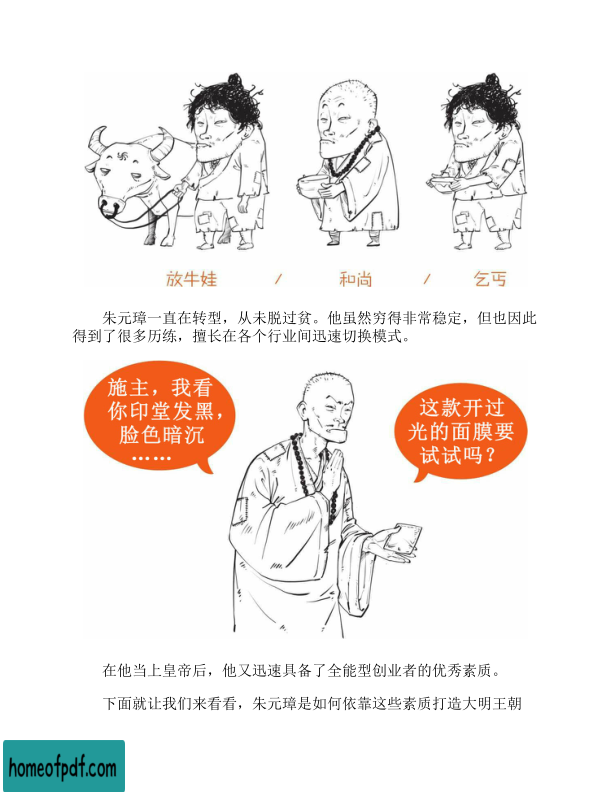 卐
放牛娃 / 和尚 / 乞丐
朱元璋一直在转型，从未脱过贫。他虽然穷得非常稳定，但也因此
得到了很多历练，擅长在各个行业间迅速切换模式。
施主，我看
你印堂发黑，
脸色暗沉
……
这款开过
光的面膜要
试试吗？
在他当上皇帝后，他又迅速具备了全能型创业者的优秀素质。
下面就让我们来看看，朱元璋是如何依靠这些素质打造大明王朝
homeofpdf.com